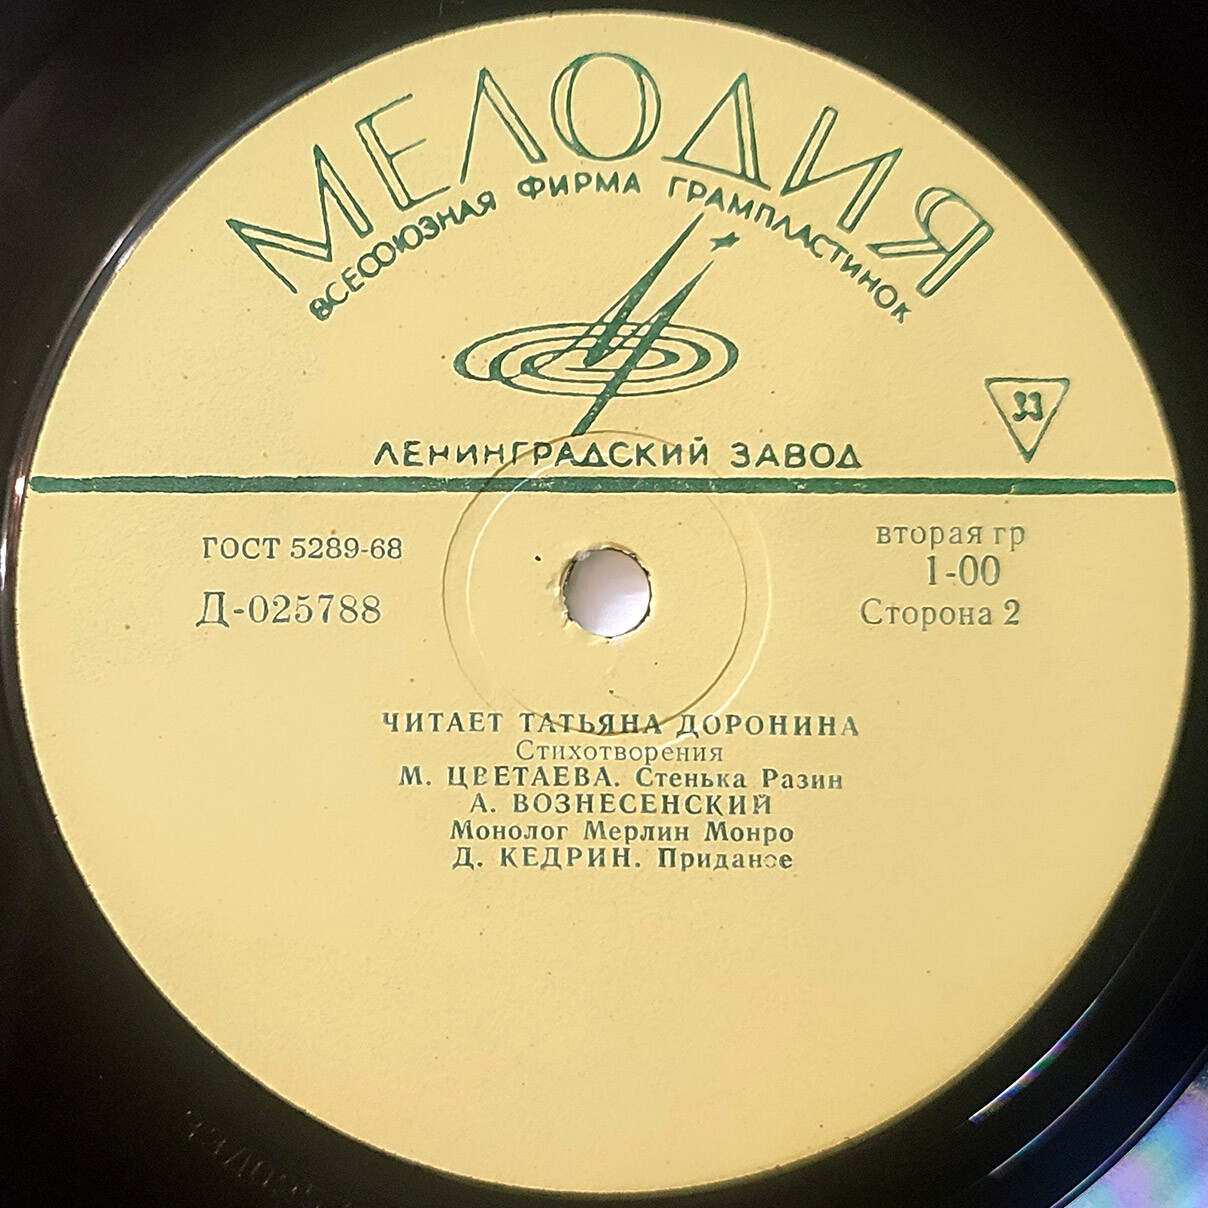 МЕЛОДИЯ
ВСЕСОЮЗНАЯ ФИРМА ГРАМПЛАСТИНОК
33
ЛЕНИНГРАДСКИЙ ЗАВОД
ГОСТ 5289-68
Д-025788
вторая гр
1-00
Сторона 2
ЧИТАЕТ ТАТЬЯНА ДОРОНИНА
Стихотворения
М. ЦВЕТАЕВА. Стенька Разин
А. ВОЗНЕСЕНСКИЙ
Монолог Мерлин Монро
Д. КЕДРИН. Приданое